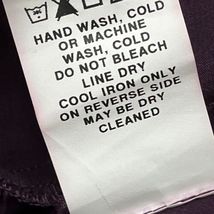 HAND WASH, COLD
OR MACHINE
WASH, COLD
DO NOT BLEACH
LINE DRY
COOL IRON ONLY
ON REVERSE SIDE
MAY BE DRY
CLEANED